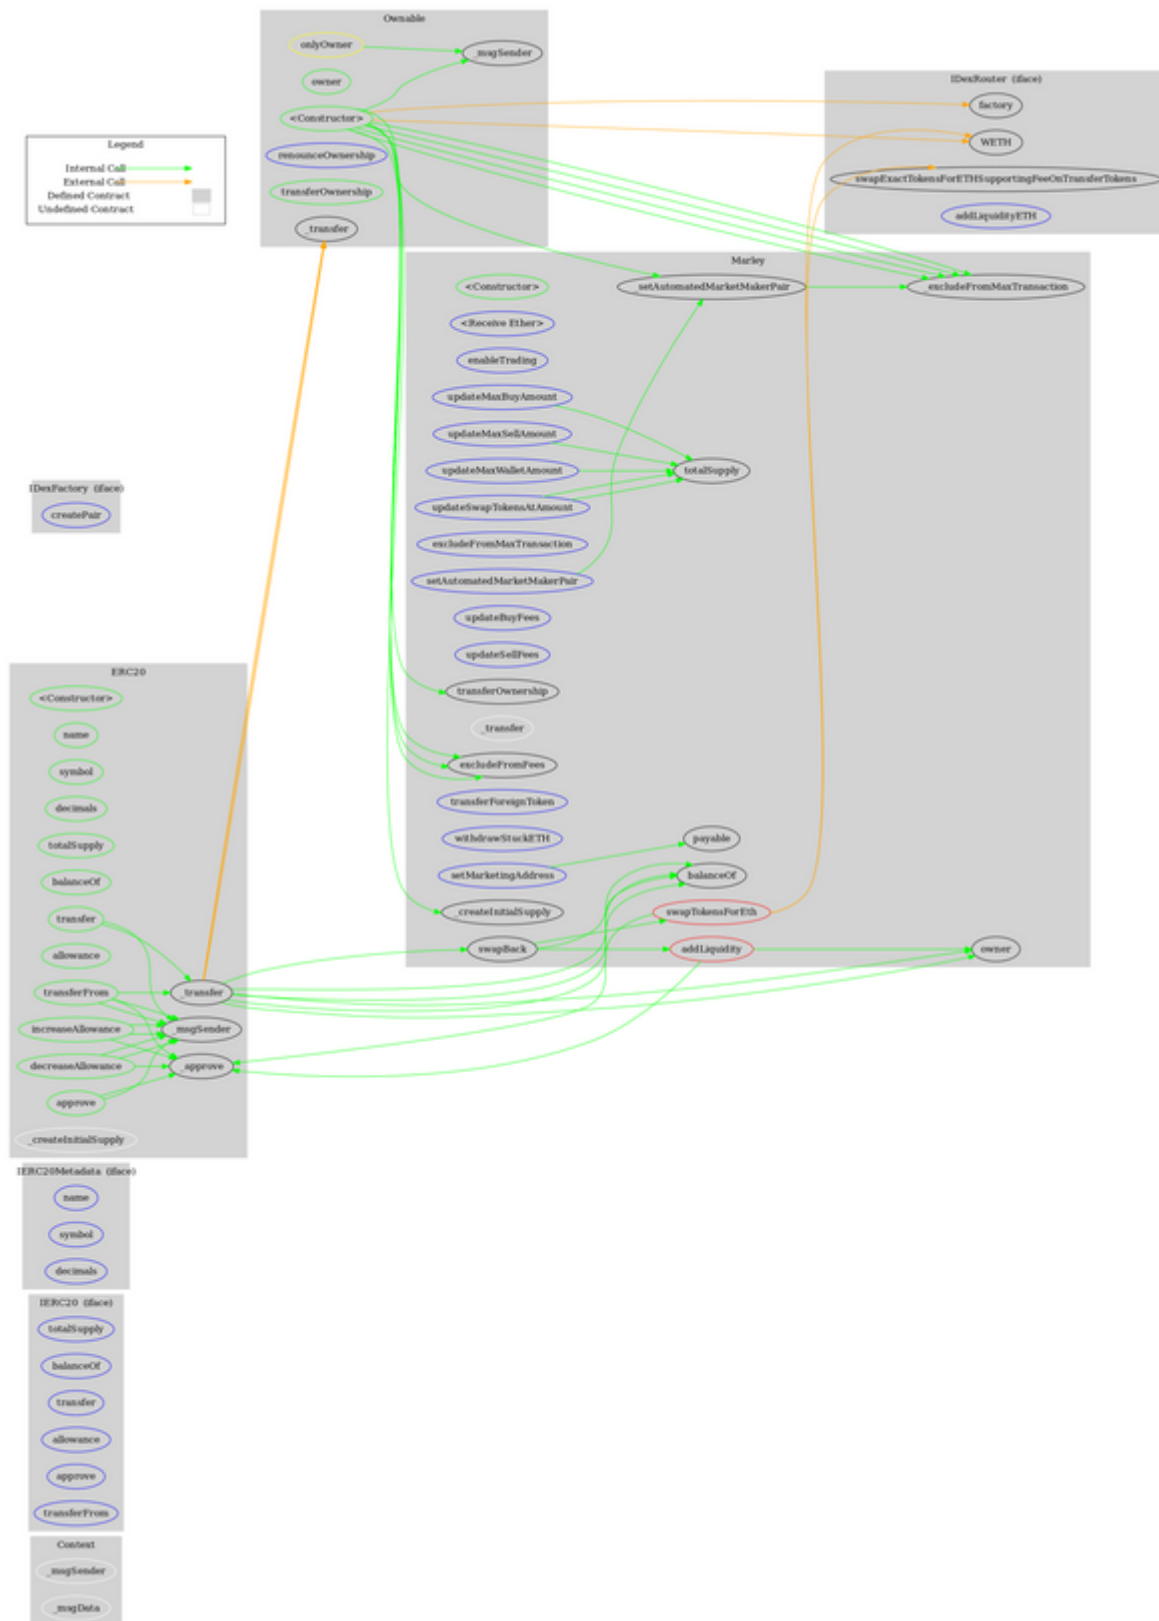 Ownable
onlyOwner
_msgSender
owner
<Constructor>
renounceOwnership
transferOwnership
_transfer
IDexRouter (iface)
factory
WETH
swapExactTokensForETHSupportingFeeOnTransferTokens
addLiquidityETH
Legend
Internal Call
External Call
Defined Contract
Undefined Contract
Marley
<Constructor>
_setAutomatedMarketMakerPair
_excludeFromMaxTransaction
<Receive Ether>
enableTrading
updateMaxBuyAmount
updateMaxSellAmount
updateMaxWalletAmount
totalSupply
updateSwapTokensAtAmount
excludeFromMaxTransaction
setAutomatedMarketMakerPair
updateBuyFees
updateSellFees
transferOwnership
_transfer
excludeFromFees
transferForeignToken
withdrawStuckETH
payable
setMarketingAddress
balanceOf
_createInitialSupply
swapTokensForEth
swapBack
addLiquidity
owner
IDexFactory (iface)
createPair
ERC20
<Constructor>
name
symbol
decimals
totalSupply
balanceOf
transfer
allowance
transferFrom
_transfer
increaseAllowance
_msgSender
decreaseAllowance
_approve
approve
_createInitialSupply
IERC20Metadata (iface)
name
symbol
decimals
IERC20 (iface)
totalSupply
balanceOf
transfer
allowance
approve
transferFrom
Context
_msgSender
_msgData